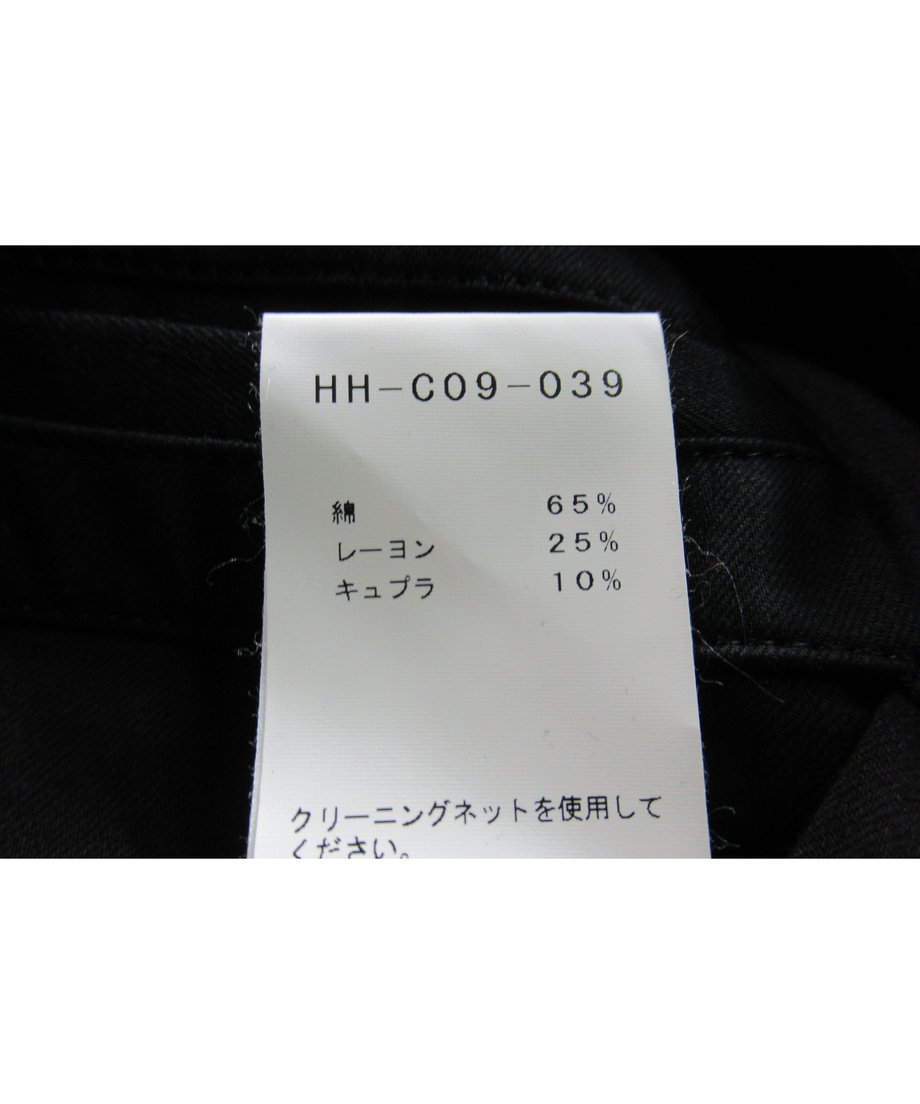 HH-C09-039
綿 65%
レーヨン 25%
キュプラ 10%
クリーニングネットを使用して
ください。